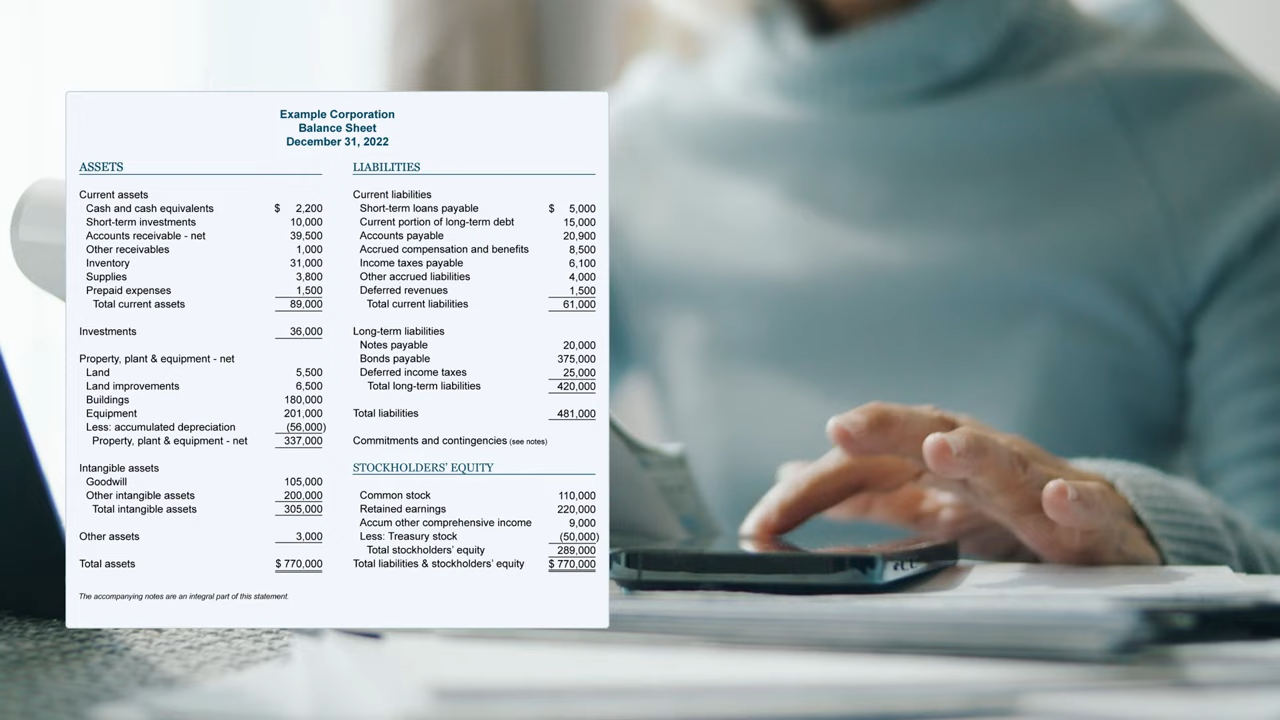 Example Corporation
Balance Sheet
December 31, 2022
ASSETS
Current assets
Cash and cash equivalents $ 2,200
Short-term investments 10,000
Accounts receivable - net 39,500
Other receivables 1,000
Inventory 31,000
Supplies 3,800
Prepaid expenses 1,500
Total current assets 89,000
Investments 36,000
Property, plant & equipment - net
Land 5,500
Land improvements 6,500
Buildings 180,000
Equipment 201,000
Less: accumulated depreciation (56,000)
Property, plant & equipment - net 337,000
Intangible assets
Goodwill 105,000
Other intangible assets 200,000
Total intangible assets 305,000
Other assets 3,000
Total assets $ 770,000
LIABILITIES
Current liabilities
Short-term loans payable $ 5,000
Current portion of long-term debt 15,000
Accounts payable 20,900
Accrued compensation and benefits 8,500
Income taxes payable 6,100
Other accrued liabilities 4,000
Deferred revenues 1,500
Total current liabilities 61,000
Long-term liabilities
Notes payable 20,000
Bonds payable 375,000
Deferred income taxes 25,000
Total long-term liabilities 420,000
Total liabilities 481,000
Commitments and contingencies (see notes)
STOCKHOLDERS' EQUITY
Common stock 110,000
Retained earnings 220,000
Accum other comprehensive income 9,000
Less: Treasury stock (50,000)
Total stockholders' equity 289,000
Total liabilities & stockholders' equity $ 770,000
The accompanying notes are an integral part of this statement.